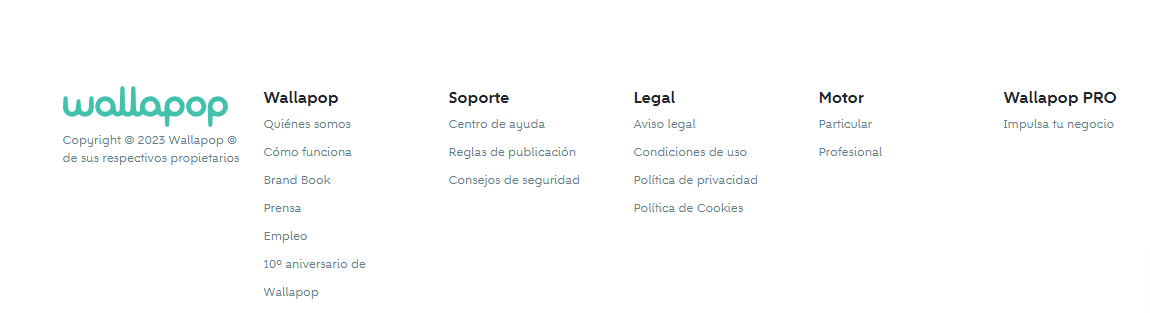 wallapop
Copyright © 2023 Wallapop ©
de sus respectivos propietarios
Wallapop
Quiénes somos
Cómo funciona
Brand Book
Prensa
Empleo
10º aniversario de
Wallapop
Soporte
Centro de ayuda
Reglas de publicación
Consejos de seguridad
Legal
Aviso legal
Condiciones de uso
Política de privacidad
Política de Cookies
Motor
Particular
Profesional
Wallapop PRO
Impulsa tu negocio